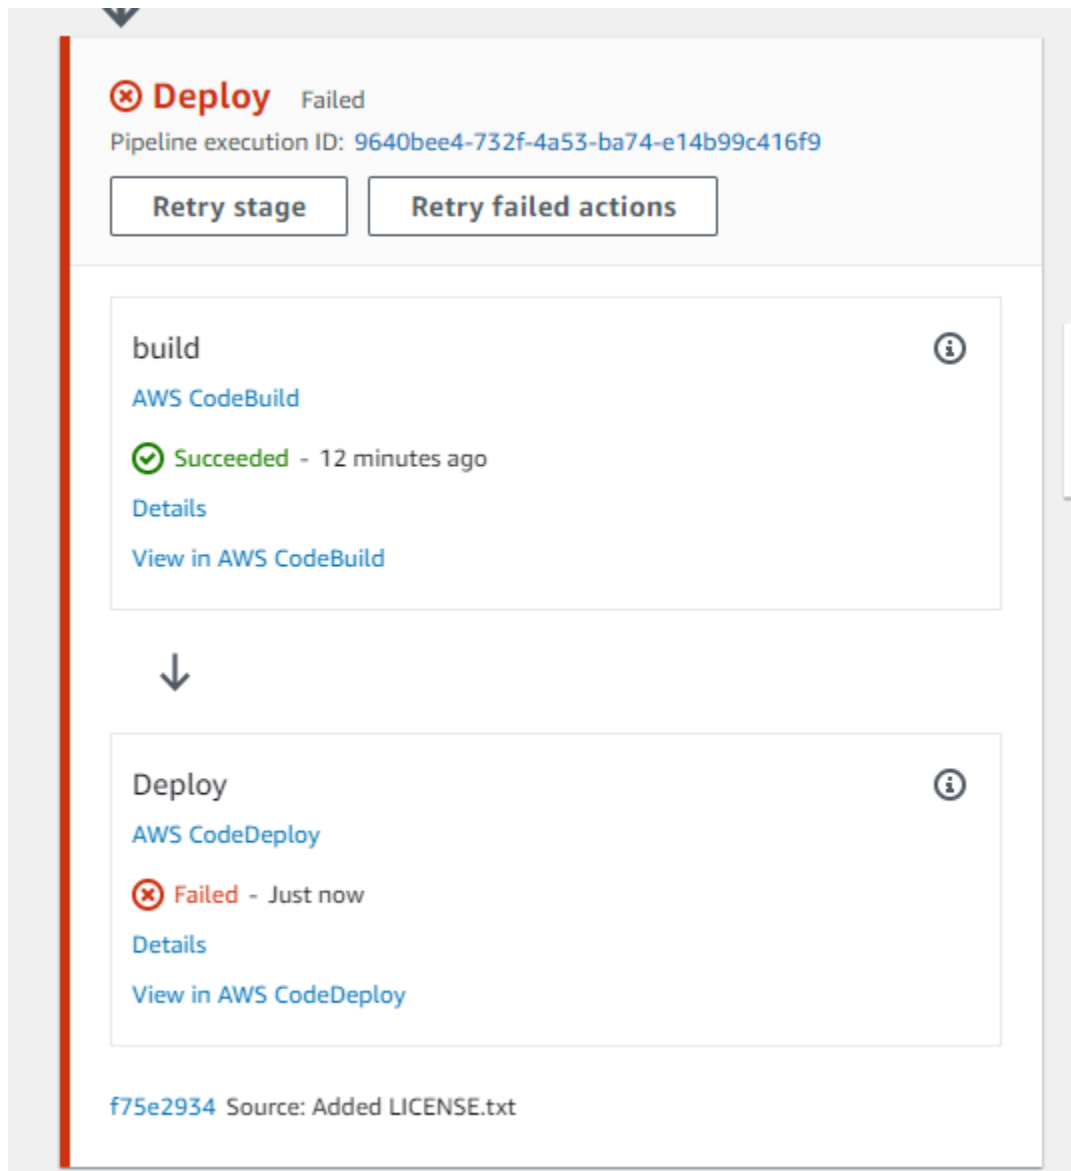 Deploy Failed
Pipeline execution ID: 9640bee4-732f-4a53-ba74-e14b99c416f9
Retry stage Retry failed actions
build
AWS CodeBuild
Succeeded - 12 minutes ago
Details
View in AWS CodeBuild
Deploy
AWS CodeDeploy
Failed - Just now
Details
View in AWS CodeDeploy
f75e2934 Source: Added LICENSE.txt